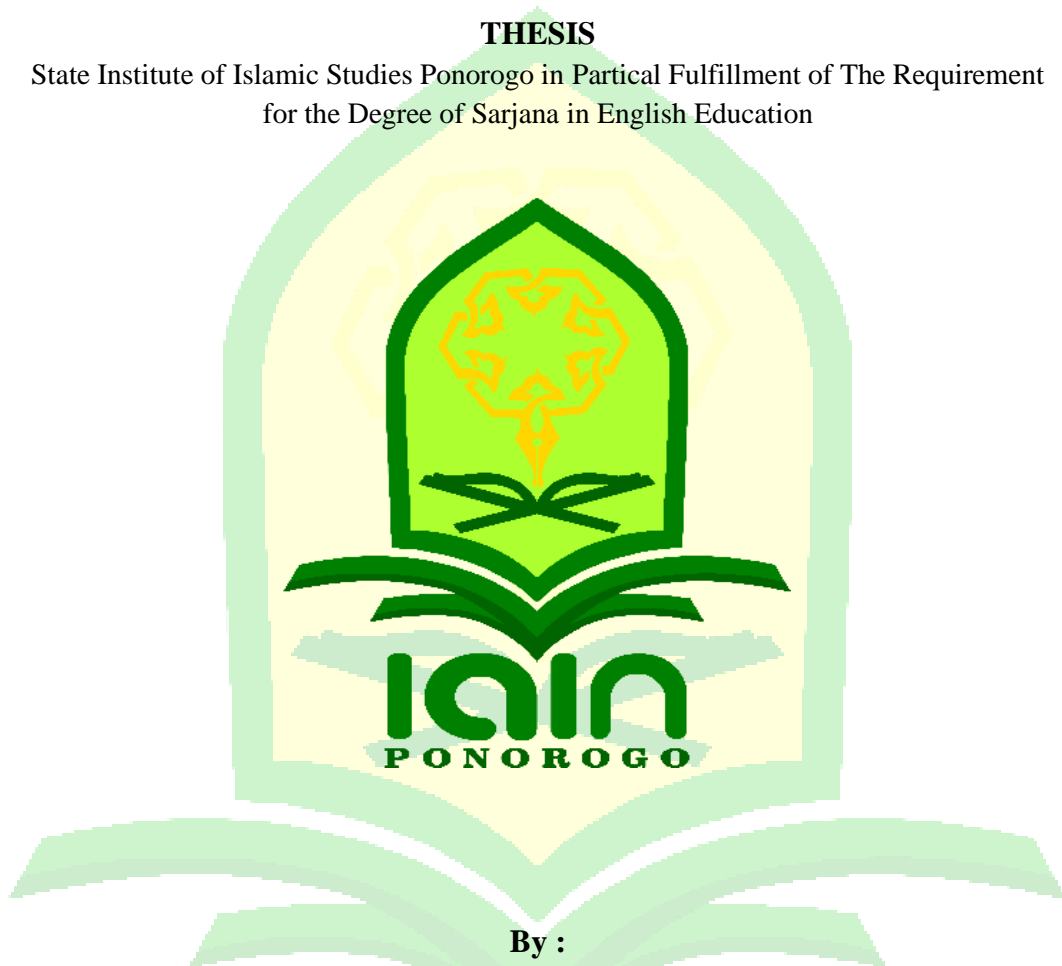 THESIS
State Institute of Islamic Studies Ponorogo in Partical Fulfillment of The Requirement
for the Degree of Sarjana in English Education
IAIN
PONOROGO
By :